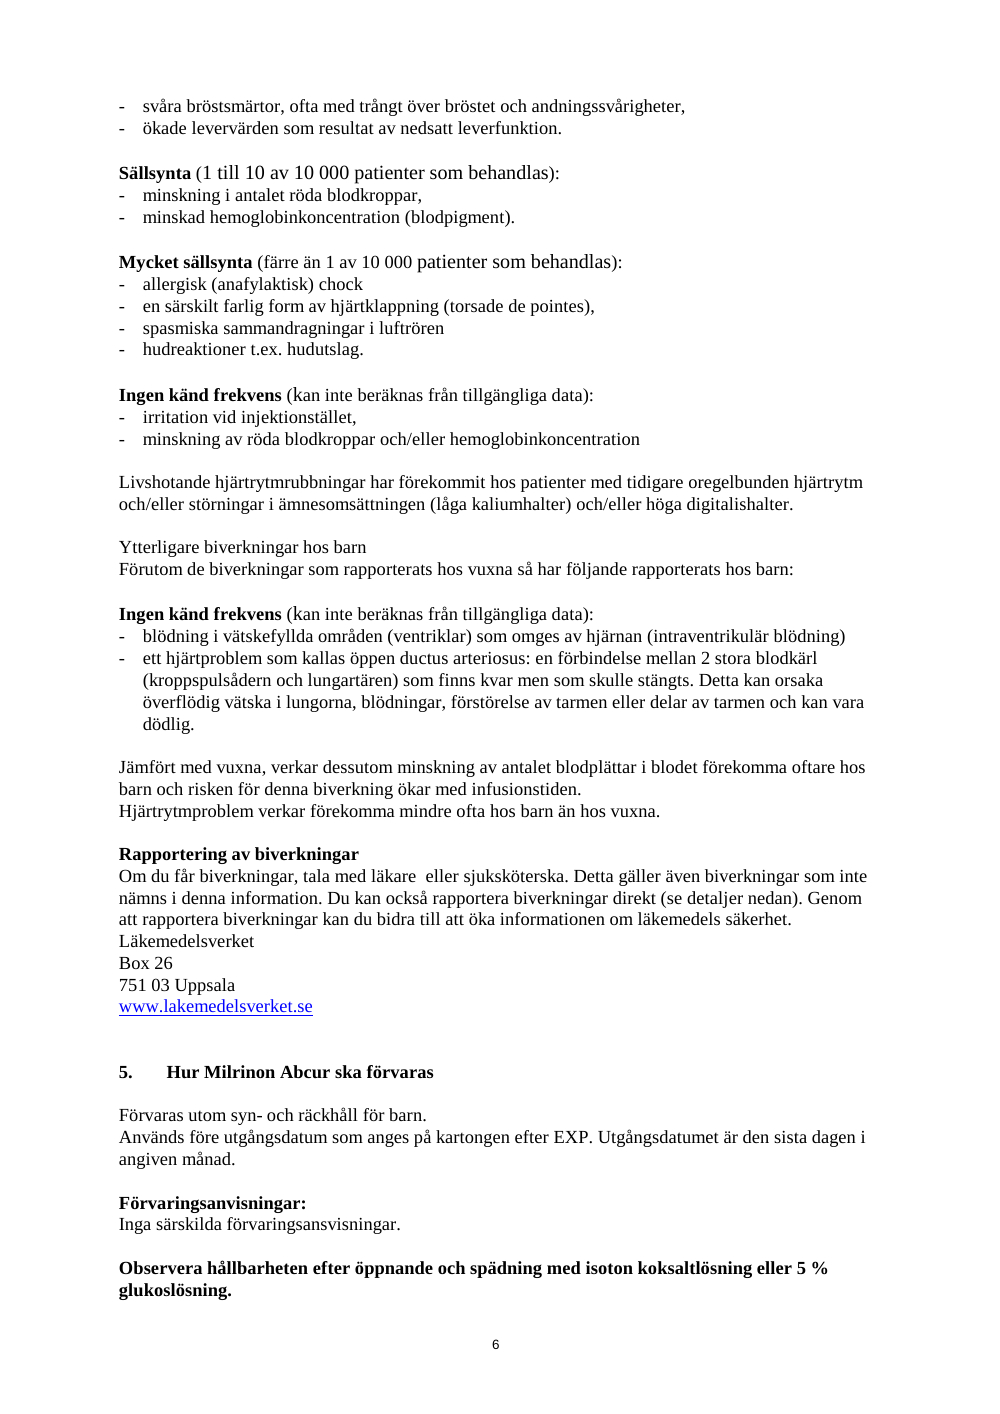 - svåra bröstsmärtor, ofta med trångt över bröstet och andningssvårigheter,
- ökade levervärden som resultat av nedsatt leverfunktion.
Sällsynta (1 till 10 av 10 000 patienter som behandlas):
- minskning i antalet röda blodkroppar,
- minskad hemoglobinkoncentration (blodpigment).
Mycket sällsynta (färre än 1 av 10 000 patienter som behandlas):
- allergisk (anafylaktisk) chock
- en särskilt farlig form av hjärtklappning (torsade de pointes),
- spasmiska sammandragningar i luftrören
- hudreaktioner t.ex. hudutslag.
Ingen känd frekvens (kan inte beräknas från tillgängliga data):
- irritation vid injektionstället,
- minskning av röda blodkroppar och/eller hemoglobinkoncentration
Livshotande hjärtrytmrubbningar har förekommit hos patienter med tidigare oregelbunden hjärtrytm
och/eller störningar i ämnesomsättningen (låga kaliumhalter) och/eller höga digitalishalter.
Ytterligare biverkningar hos barn
Förutom de biverkningar som rapporterats hos vuxna så har följande rapporterats hos barn:
Ingen känd frekvens (kan inte beräknas från tillgängliga data):
- blödning i vätskefyllda områden (ventriklar) som omges av hjärnan (intraventrikulär blödning)
- ett hjärtproblem som kallas öppen ductus arteriosus: en förbindelse mellan 2 stora blodkärl
(kroppspulsådern och lungartären) som finns kvar men som skulle stängts. Detta kan orsaka
överflödig vätska i lungorna, blödningar, förstörelse av tarmen eller delar av tarmen och kan vara
dödlig.
Jämfört med vuxna, verkar dessutom minskning av antalet blodplättar i blodet förekomma oftare hos
barn och risken för denna biverkning ökar med infusionstiden.
Hjärtrytmproblem verkar förekomma mindre ofta hos barn än hos vuxna.
Rapportering av biverkningar
Om du får biverkningar, tala med läkare  eller sjuksköterska. Detta gäller även biverkningar som inte
nämns i denna information. Du kan också rapportera biverkningar direkt (se detaljer nedan). Genom
att rapportera biverkningar kan du bidra till att öka informationen om läkemedels säkerhet.
Läkemedelsverket
Box 26
751 03 Uppsala
www.lakemedelsverket.se
5. Hur Milrinon Abcur ska förvaras
Förvaras utom syn- och räckhåll för barn.
Används före utgångsdatum som anges på kartongen efter EXP. Utgångsdatumet är den sista dagen i
angiven månad.
Förvaringsanvisningar:
Inga särskilda förvaringsansvisningar.
Observera hållbarheten efter öppnande och spädning med isoton koksaltlösning eller 5 %
glukoslösning.
6